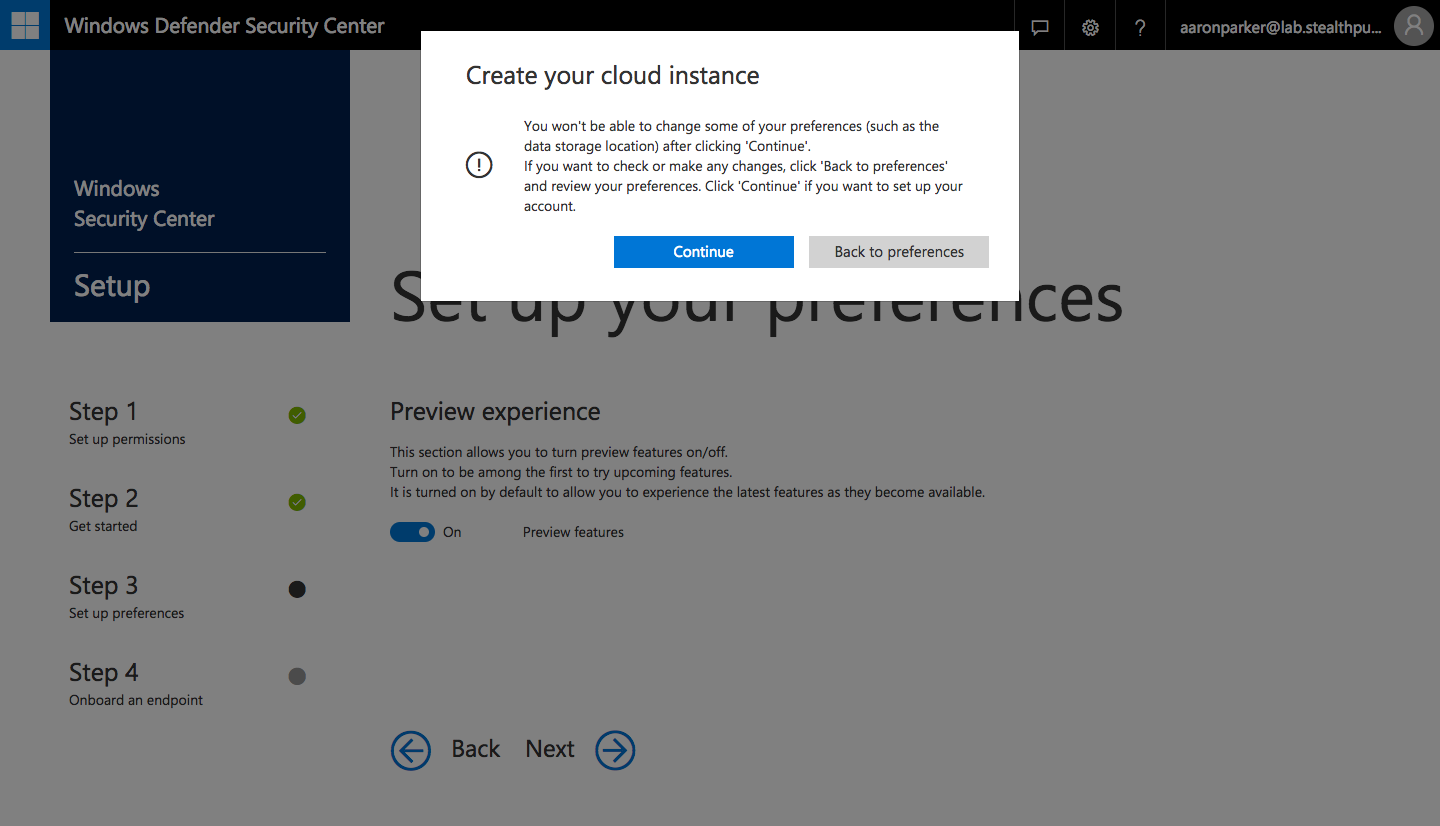 Windows Defender Security Center
?
aaronparker@lab.stealthpu...
Create your cloud instance
You won't be able to change some of your preferences (such as the
data storage location) after clicking 'Continue'.
If you want to check or make any changes, click 'Back to preferences'
and review your preferences. Click 'Continue' if you want to set up your
account.
Continue
Back to preferences
Windows
Security Center
Setup
Set up your preferences
Step 1
Set up permissions
Step 2
Get started
Step 3
Set up preferences
Step 4
Onboard an endpoint
Preview experience
This section allows you to turn preview features on/off.
Turn on to be among the first to try upcoming features.
It is turned on by default to allow you to experience the latest features as they become available.
On Preview features
Back Next